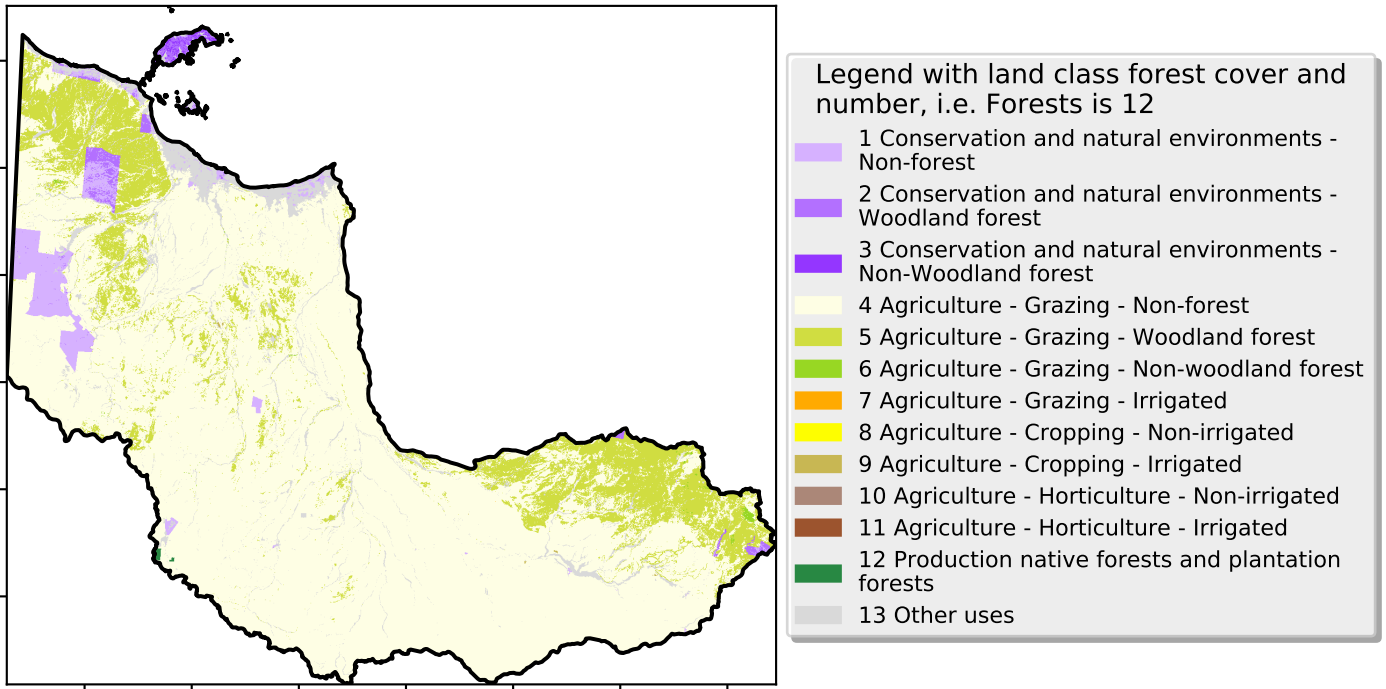 Legend with land class forest cover and
number, i.e. Forests is 12
1 Conservation and natural environments -
Non-forest
2 Conservation and natural environments -
Woodland forest
3 Conservation and natural environments -
Non-Woodland forest
4 Agriculture - Grazing - Non-forest
5 Agriculture - Grazing - Woodland forest
6 Agriculture - Grazing - Non-woodland forest
7 Agriculture - Grazing - Irrigated
8 Agriculture - Cropping - Non-irrigated
9 Agriculture - Cropping - Irrigated
10 Agriculture - Horticulture - Non-irrigated
11 Agriculture - Horticulture - Irrigated
12 Production native forests and plantation
forests
13 Other uses